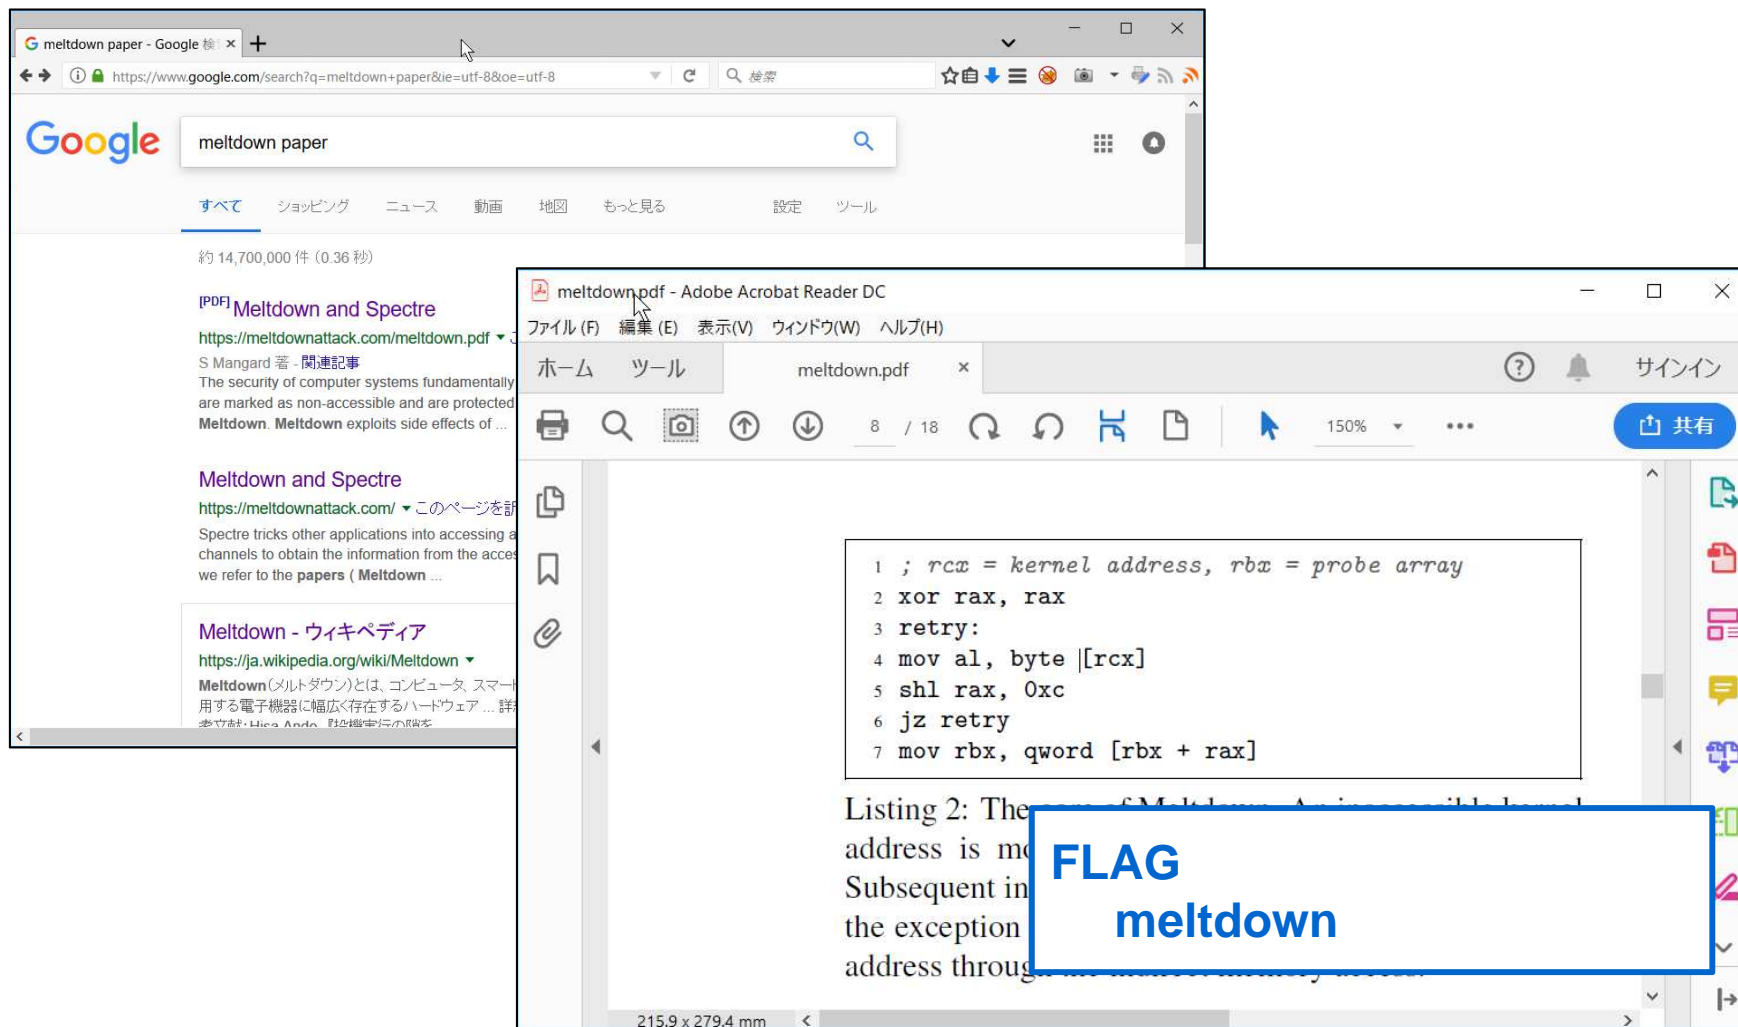 meltdown paper - Google 検
https://www.google.com/search?q=meltdown+paper&ie=utf-8&oe=utf-8
検索
Google
meltdown paper
すべて ショッピング ニュース 動画 地図 もっと見る 設定 ツール
約 14,700,000 件 (0.36 秒)
[PDF] Meltdown and Spectre
https://meltdownattack.com/meltdown.pdf
S Mangard 著 - 関連記事
The security of computer systems fundamentally
are marked as non-accessible and are protected
Meltdown. Meltdown exploits side effects of ...
Meltdown and Spectre
https://meltdownattack.com/ このページを訳
Spectre tricks other applications into accessing a
channels to obtain the information from the acces
we refer to the papers ( Meltdown ...
Meltdown - ウィキペディア
https://ja.wikipedia.org/wiki/Meltdown
Meltdown(メルトダウン)とは、コンピュータ、スマート
用する電子機器に幅広く存在するハードウェア ... 詳
考文献:Hisa Ando 『投機実行の隙を
meltdown.pdf - Adobe Acrobat Reader DC
ファイル(F) 編集(E) 表示(V) ウィンドウ(W) ヘルプ(H)
ホーム ツール meltdown.pdf サインイン
8 / 18 150% 共有
1 ; rcx = kernel address, rbx = probe array
2 xor rax, rax
3 retry:
4 mov al, byte [rcx]
5 shl rax, 0xc
6 jz retry
7 mov rbx, qword [rbx + rax]
Listing 2: The
address is mo
Subsequent in
the exception
address throug
FLAG
meltdown
215.9 x 279.4 mm